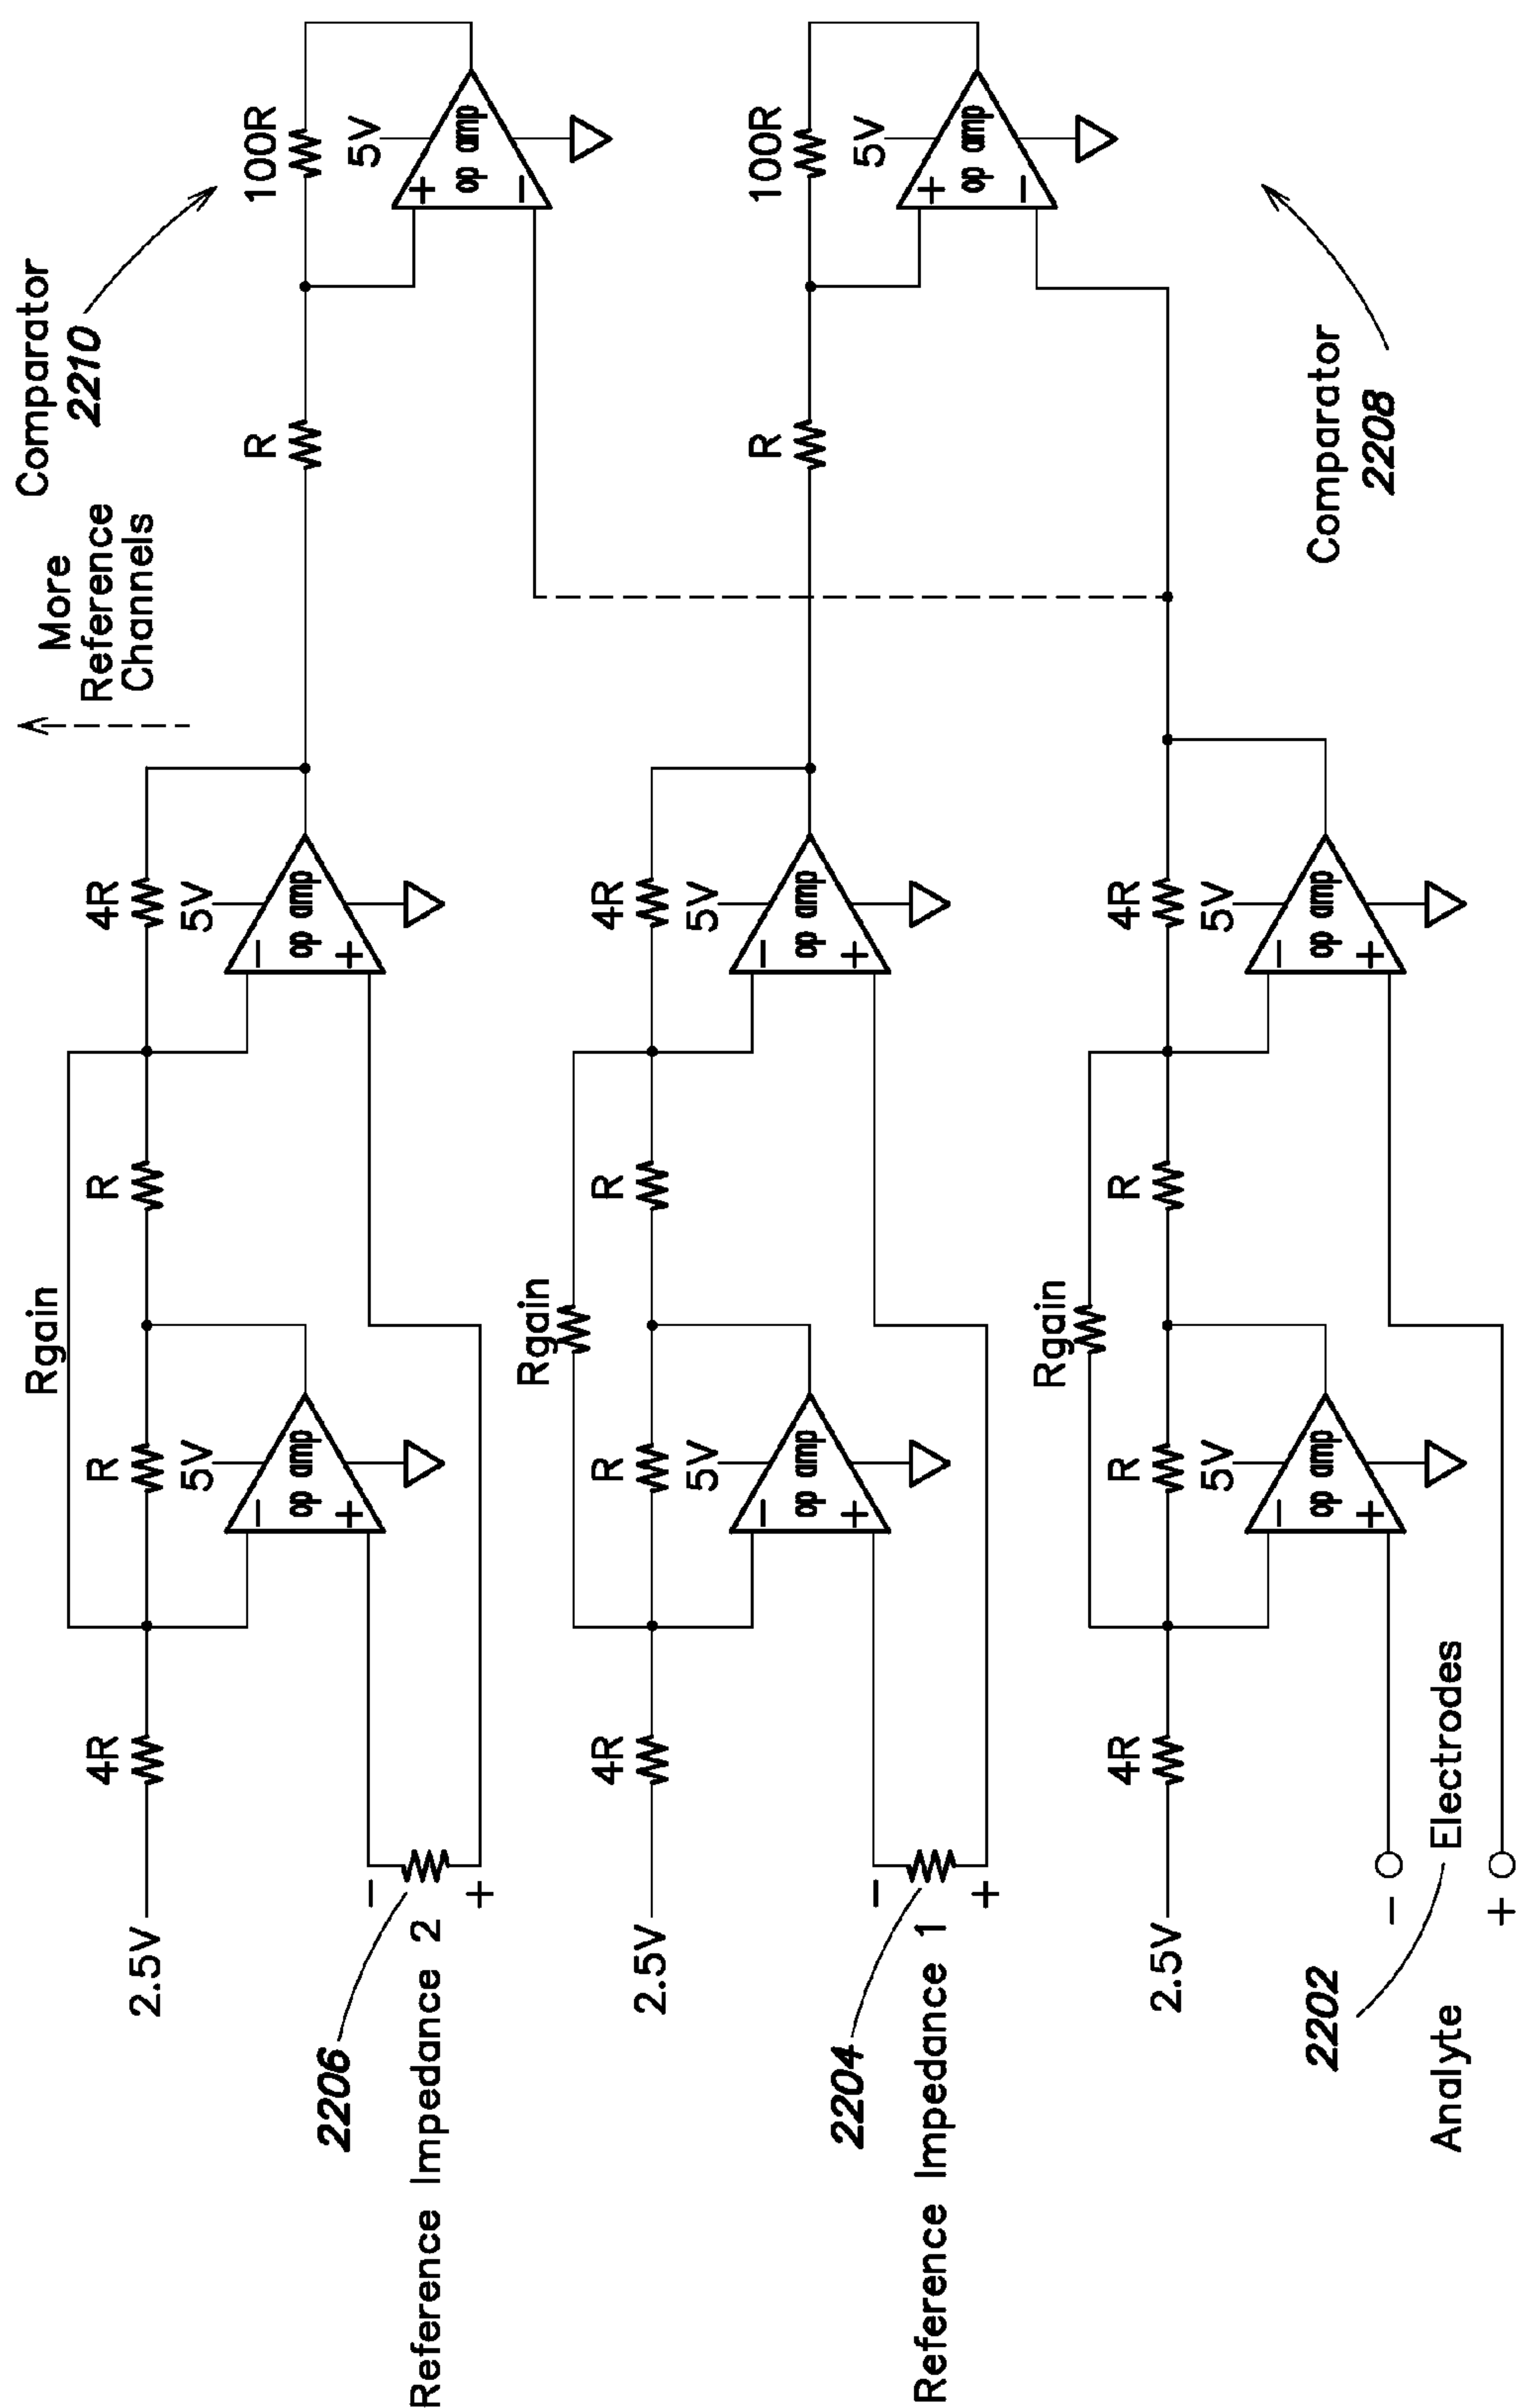 More
Reference
Channels
Comparator
2210
Rgain
4R
R
R
4R
R
100R
2.5V
5V
5V
5V
-
op amp
+
-
op amp
+
+
op amp
-
2206
-
+
Reference Impedance 2
Rgain
4R
R
R
4R
R
100R
2.5V
5V
5V
5V
-
op amp
+
-
op amp
+
+
op amp
-
2204
-
+
Reference Impedance 1
Comparator
2208
Rgain
4R
R
R
4R
2.5V
5V
5V
-
op amp
+
-
op amp
+
2202
-
+
Analyte Electrodes